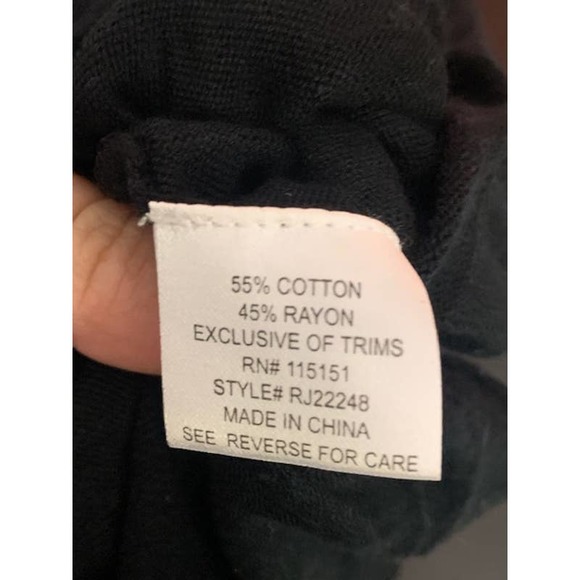 55% COTTON
45% RAYON
EXCLUSIVE OF TRIMS
RN# 115151
STYLE# RJ22248
MADE IN CHINA
SEE REVERSE FOR CARE